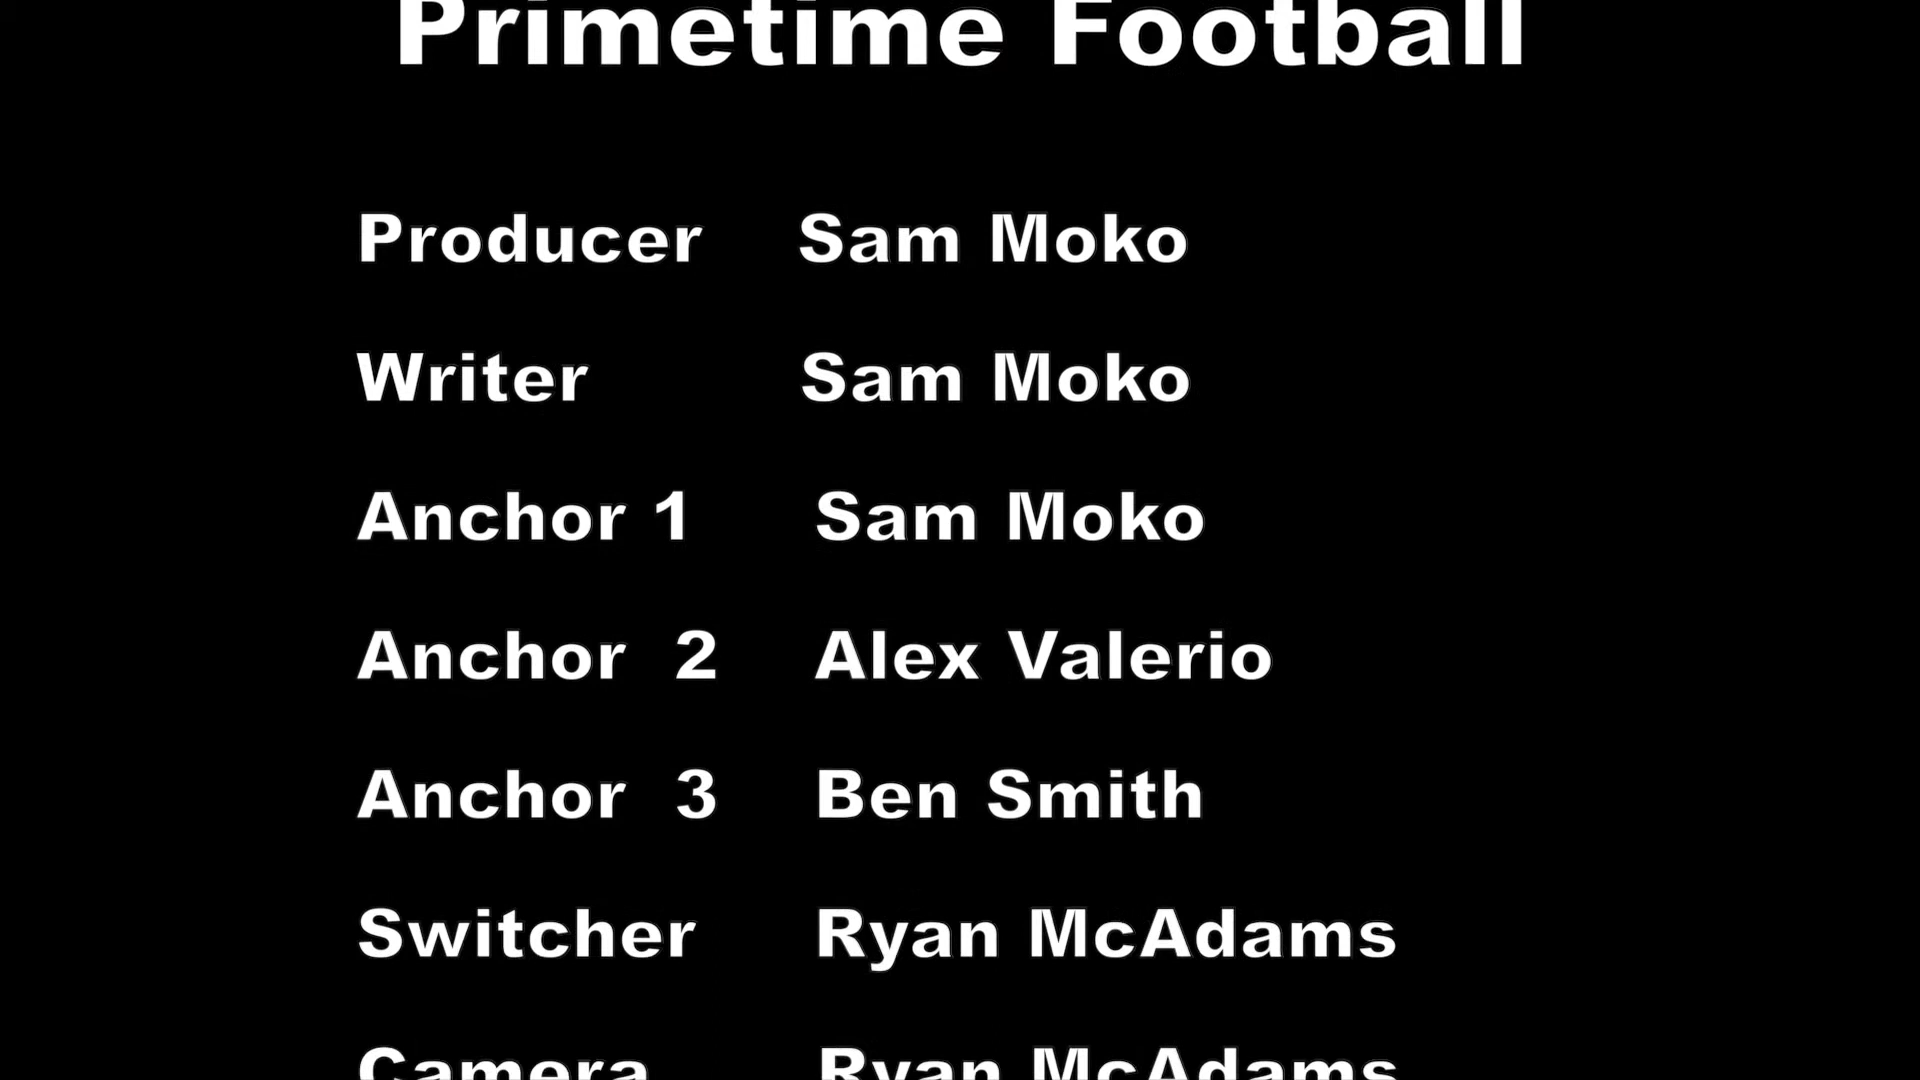 Primetime Football
Producer Sam Moko
Writer Sam Moko
Anchor 1 Sam Moko
Anchor 2 Alex Valerio
Anchor 3 Ben Smith
Switcher Ryan McAdams
Camera Ryan McAdams